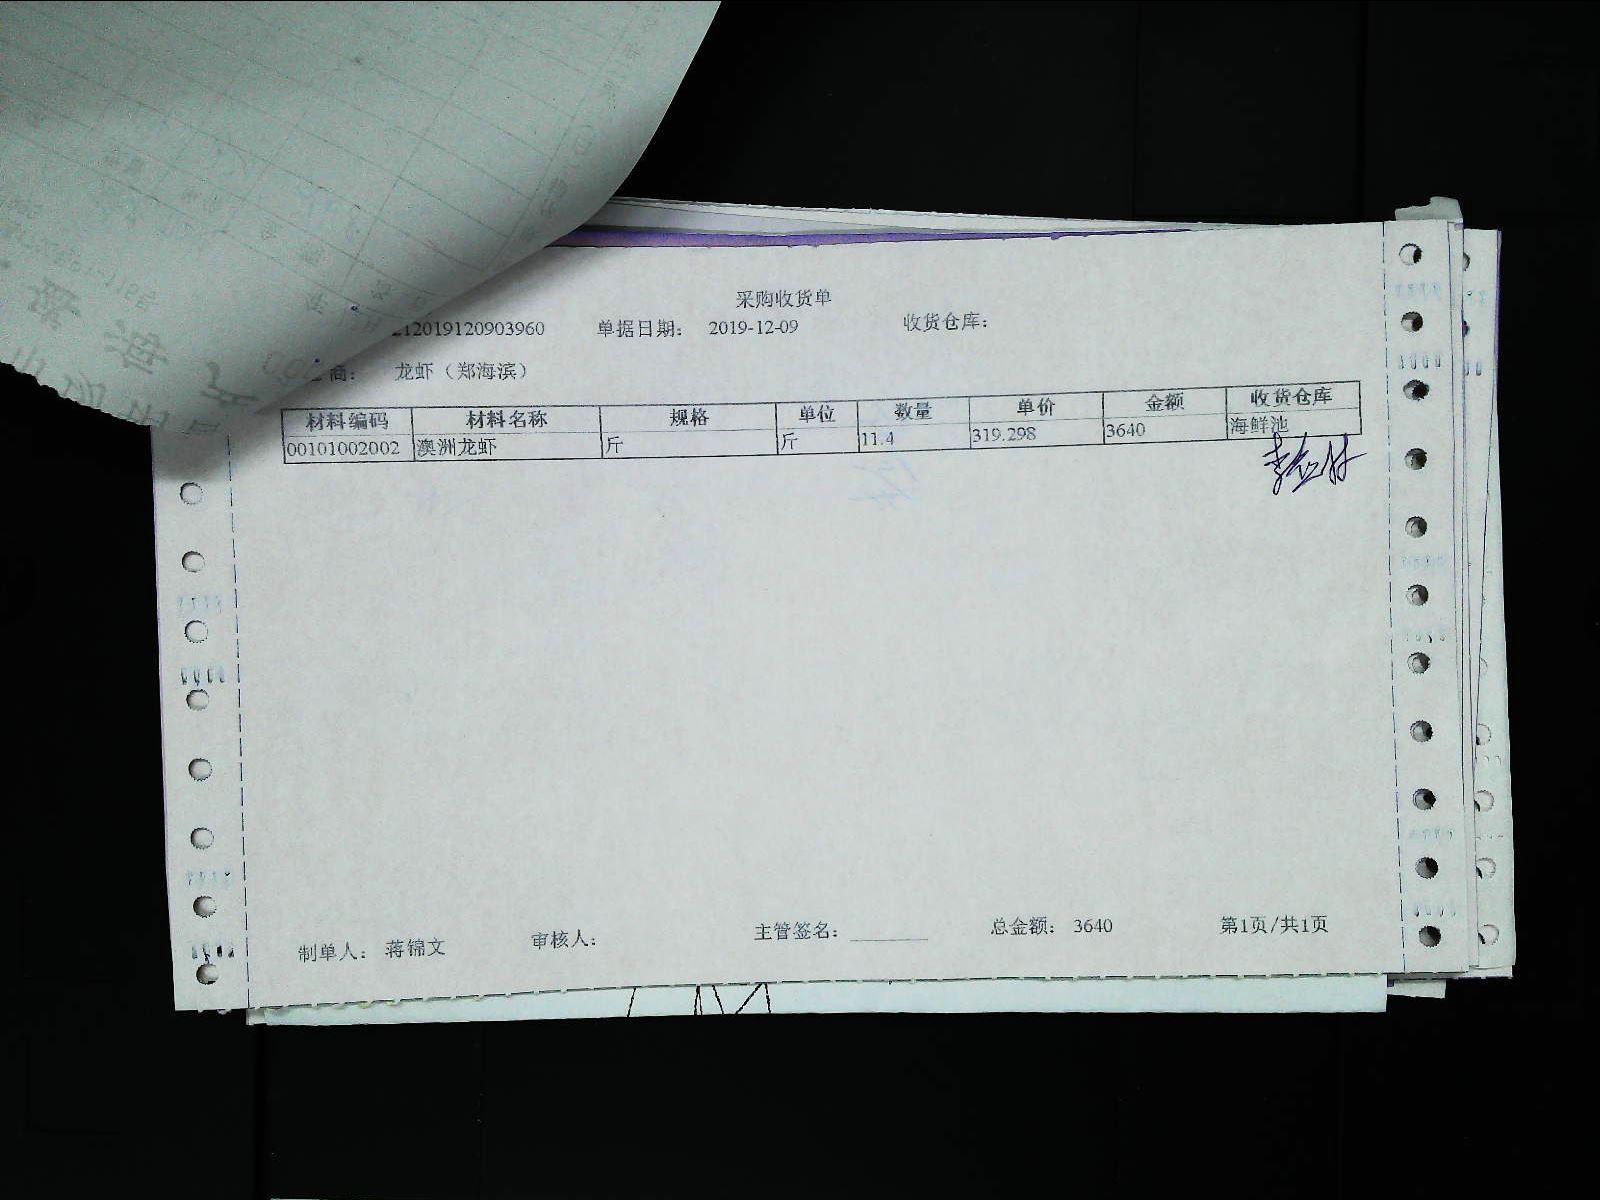 采购收货单
212019120903960 单据日期: 2019-12-09 收货仓库:
商: 龙虾（郑海滨）
材料编码 材料名称 规格 单位 数量 单价 金额 收货仓库
00101002002 澳洲龙虾 斤 斤 11.4 319.298 3640 海鲜池
制单人: 蒋锦文 审核人: 主管签名: 总金额: 3640 第1页/共1页